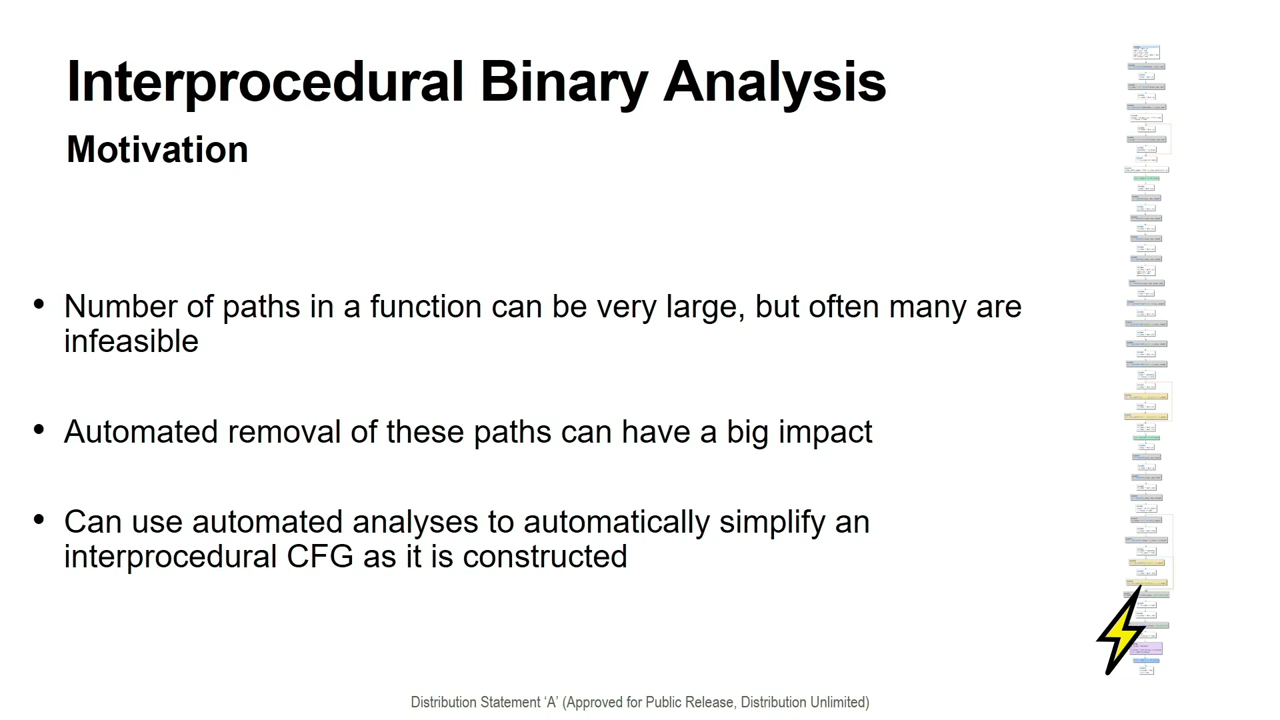 Interprocedural Binary Analysis
Motivation
• Number of paths in a function can be very large, but often many are
infeasible
• Automated removal of these paths can have a big impact
• Can use automated analyses to automatically simplify an
interprocedural CFG as it is constructed
Distribution Statement ‘A’ (Approved for Public Release, Distribution Unlimited)